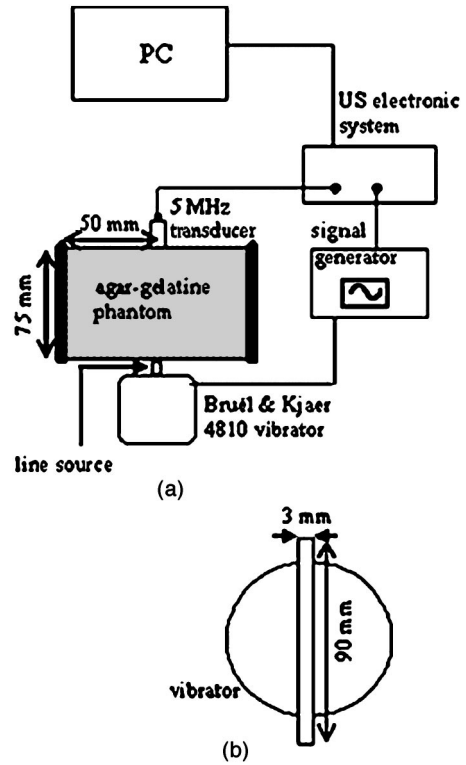 PC
US electronic
system
50 mm
5 MHz
transducer
signal
generator
75 mm
agar-gelatine
phantom
Bruël & Kjaer
4810 vibrator
line source
(a)
3 mm
90 mm
vibrator
(b)